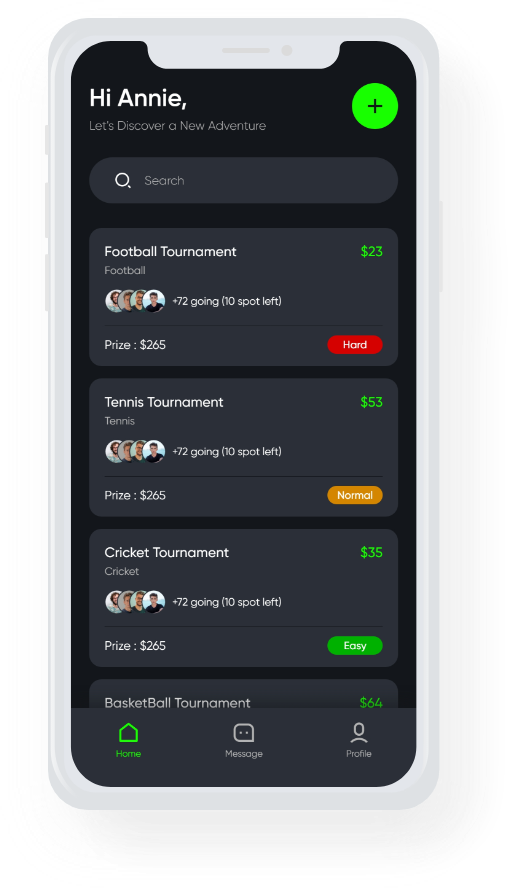 Hi Annie,
Let's Discover a New Adventure
Search
Football Tournament $23
Football
+72 going (10 spot left)
Prize : $265 Hard
Tennis Tournament $53
Tennis
+72 going (10 spot left)
Prize : $265 Normal
Cricket Tournament $35
Cricket
+72 going (10 spot left)
Prize : $265 Easy
BasketBall Tournament $64
Home Message Profile